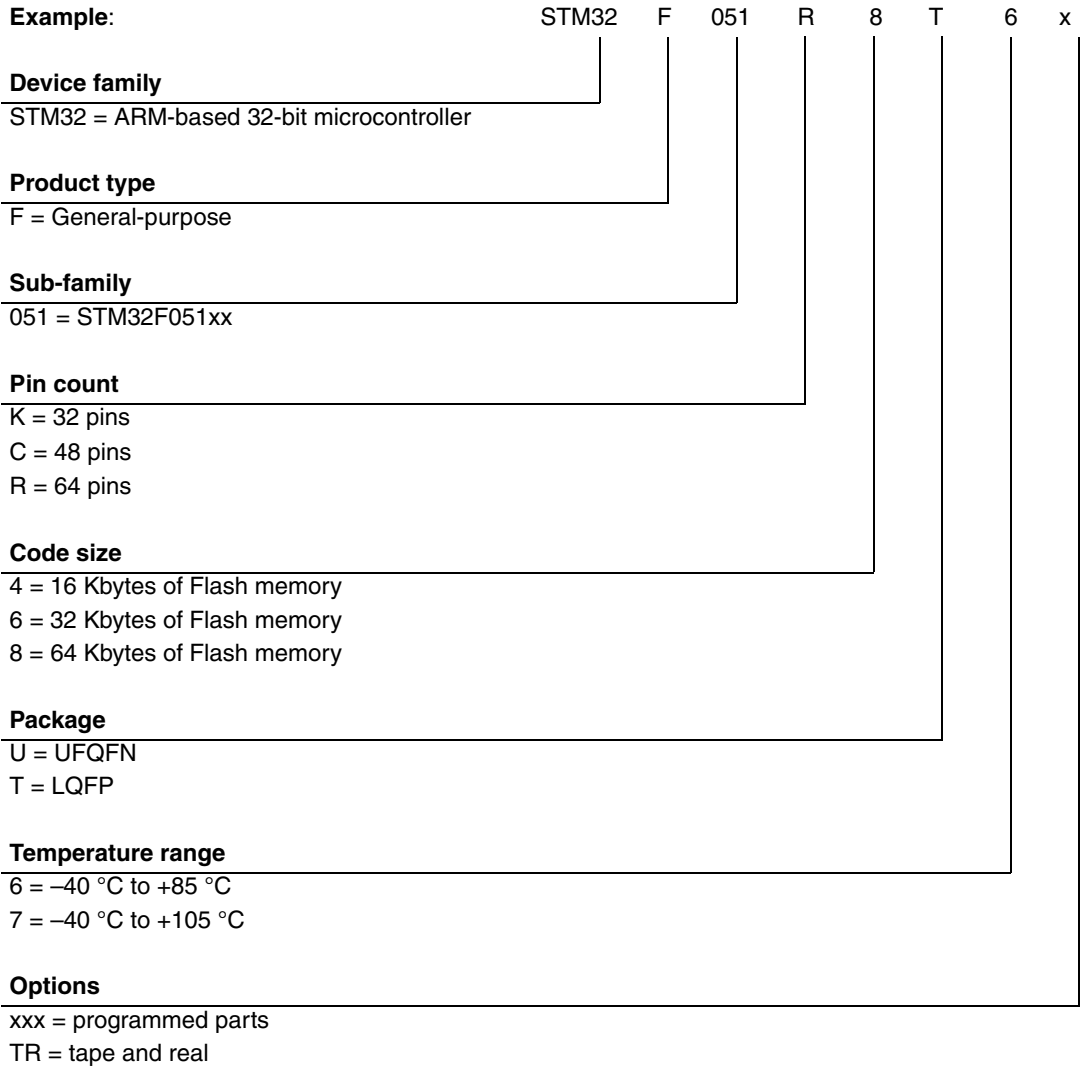 Example: STM32 F 051 R 8 T 6 x
Device family
STM32 = ARM-based 32-bit microcontroller
Product type
F = General-purpose
Sub-family
051 = STM32F051xx
Pin count
K = 32 pins
C = 48 pins
R = 64 pins
Code size
4 = 16 Kbytes of Flash memory
6 = 32 Kbytes of Flash memory
8 = 64 Kbytes of Flash memory
Package
U = UFQFN
T = LQFP
Temperature range
6 = –40 °C to +85 °C
7 = –40 °C to +105 °C
Options
xxx = programmed parts
TR = tape and real